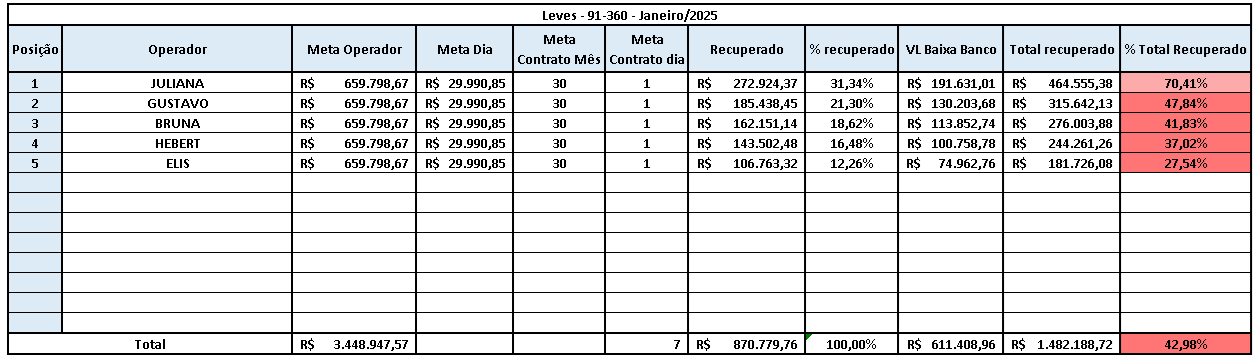 Leves - 91-360 - Janeiro/2025
Posição Operador Meta Operador Meta Dia Meta Contrato Mês Meta Contrato dia Recuperado % recuperado VL Baixa Banco Total recuperado % Total Recuperado
1 JULIANA R$ 659.798,67 R$ 29.990,85 30 1 R$ 272.924,37 31,34% R$ 191.631,01 R$ 464.555,38 70,41%
2 GUSTAVO R$ 659.798,67 R$ 29.990,85 30 1 R$ 185.438,45 21,30% R$ 130.203,68 R$ 315.642,13 47,84%
3 BRUNA R$ 659.798,67 R$ 29.990,85 30 1 R$ 162.151,14 18,62% R$ 113.852,74 R$ 276.003,88 41,83%
4 HEBERT R$ 659.798,67 R$ 29.990,85 30 1 R$ 143.502,48 16,48% R$ 100.758,78 R$ 244.261,26 37,02%
5 ELIS R$ 659.798,67 R$ 29.990,85 30 1 R$ 106.763,32 12,26% R$ 74.962,76 R$ 181.726,08 27,54%
Total R$ 3.448.947,57 7 R$ 870.779,76 100,00% R$ 611.408,96 R$ 1.482.188,72 42,98%